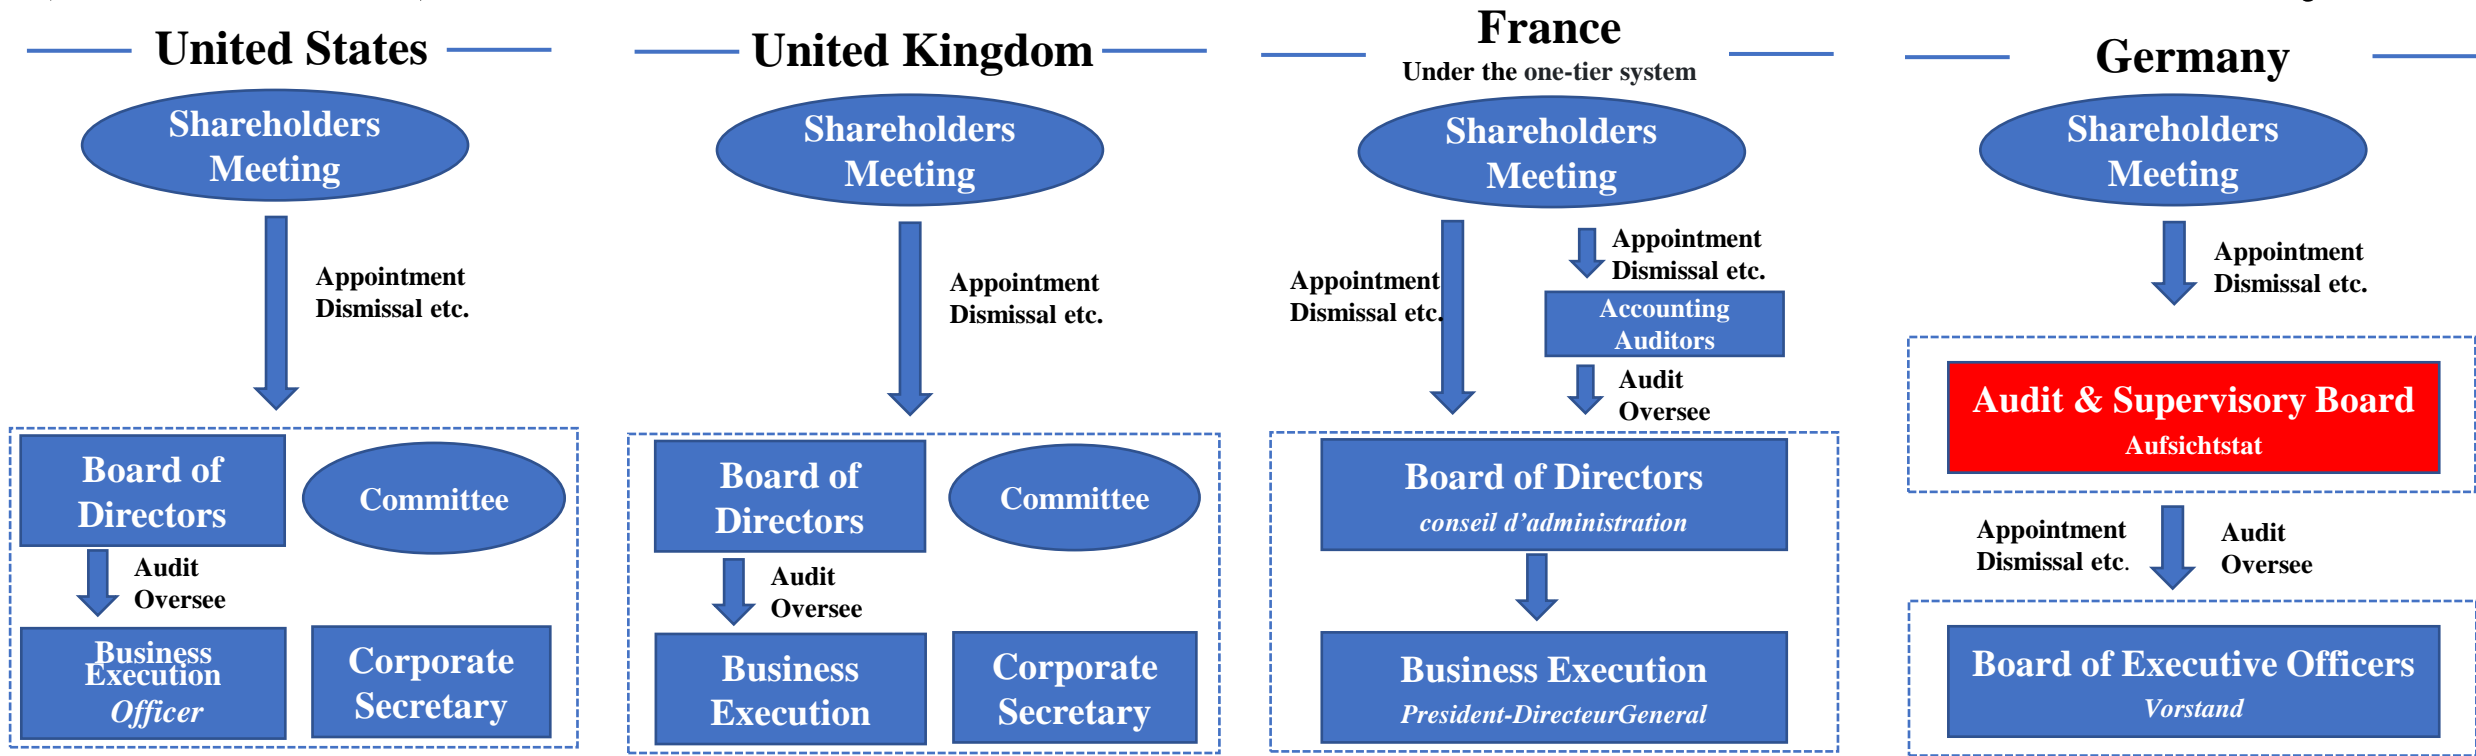 United States
Shareholders
Meeting
Appointment
Dismissal etc.
Board of
Directors
Committee
Audit
Oversee
Business
Execution
Officer
Corporate
Secretary
United Kingdom
Shareholders
Meeting
Appointment
Dismissal etc.
Board of
Directors
Committee
Audit
Oversee
Business
Execution
Corporate
Secretary
France
Under the one-tier system
Shareholders
Meeting
Appointment
Dismissal etc.
Appointment
Dismissal etc.
Accounting
Auditors
Audit
Oversee
Board of Directors
conseil d’administration
Business Execution
President-DirecteurGeneral
Germany
Shareholders
Meeting
Appointment
Dismissal etc.
Audit & Supervisory Board
Aufsichtstat
Appointment
Dismissal etc.
Audit
Oversee
Board of Executive Officers
Vorstand